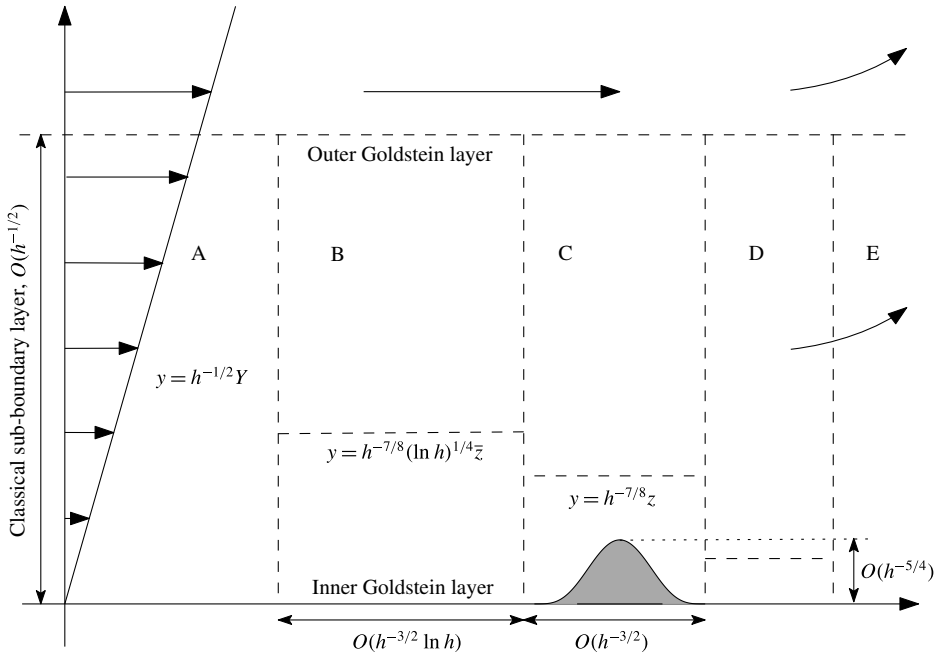 Outer Goldstein layer
Classical sub-boundary layer, O(h^{-1/2})
A
B
C
D
E
y = h^{-1/2}Y
y = h^{-7/8}(ln h)^{1/4}z̅
y = h^{-7/8}z
O(h^{-5/4})
Inner Goldstein layer
O(h^{-3/2} ln h)
O(h^{-3/2})